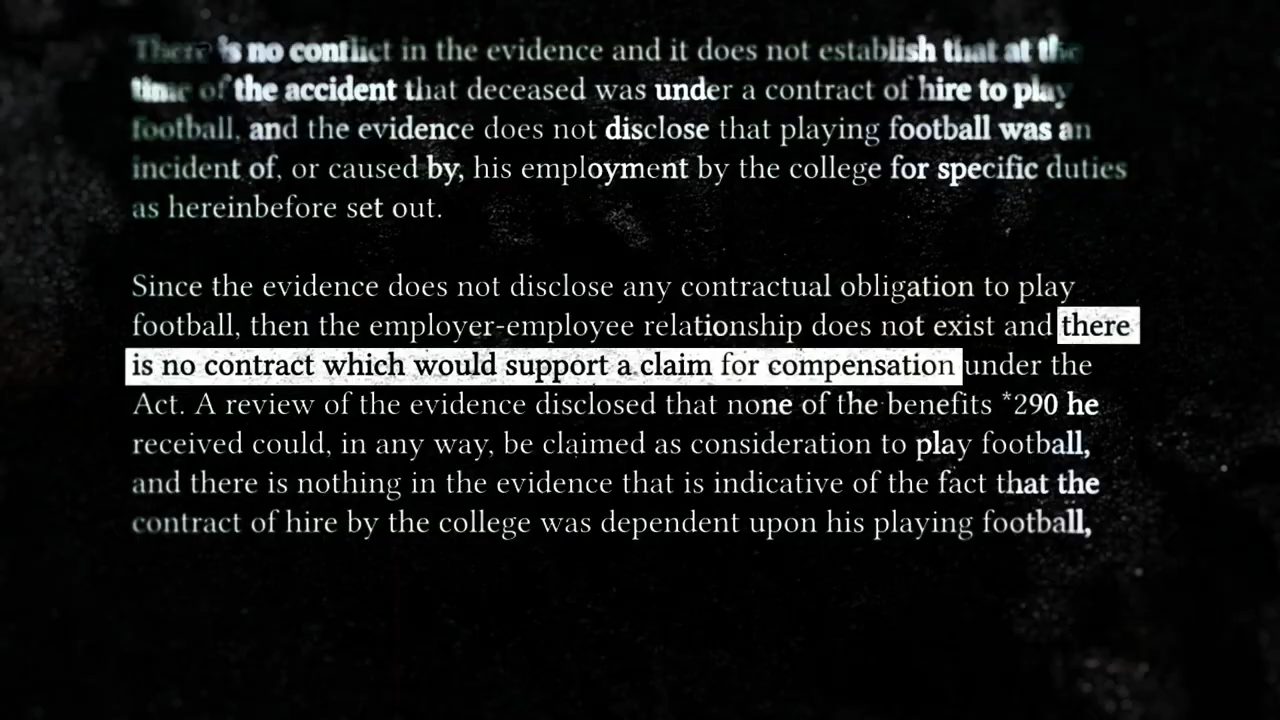 There is no conflict in the evidence and it does not establish that at the
time of the accident that deceased was under a contract of hire to play
football, and the evidence does not disclose that playing football was an
incident of, or caused by, his employment by the college for specific duties
as hereinbefore set out.
Since the evidence does not disclose any contractual obligation to play
football, then the employer-employee relationship does not exist and there
is no contract which would support a claim for compensation under the
Act. A review of the evidence disclosed that none of the benefits *290 he
received could, in any way, be claimed as consideration to play football,
and there is nothing in the evidence that is indicative of the fact that the
contract of hire by the college was dependent upon his playing football,